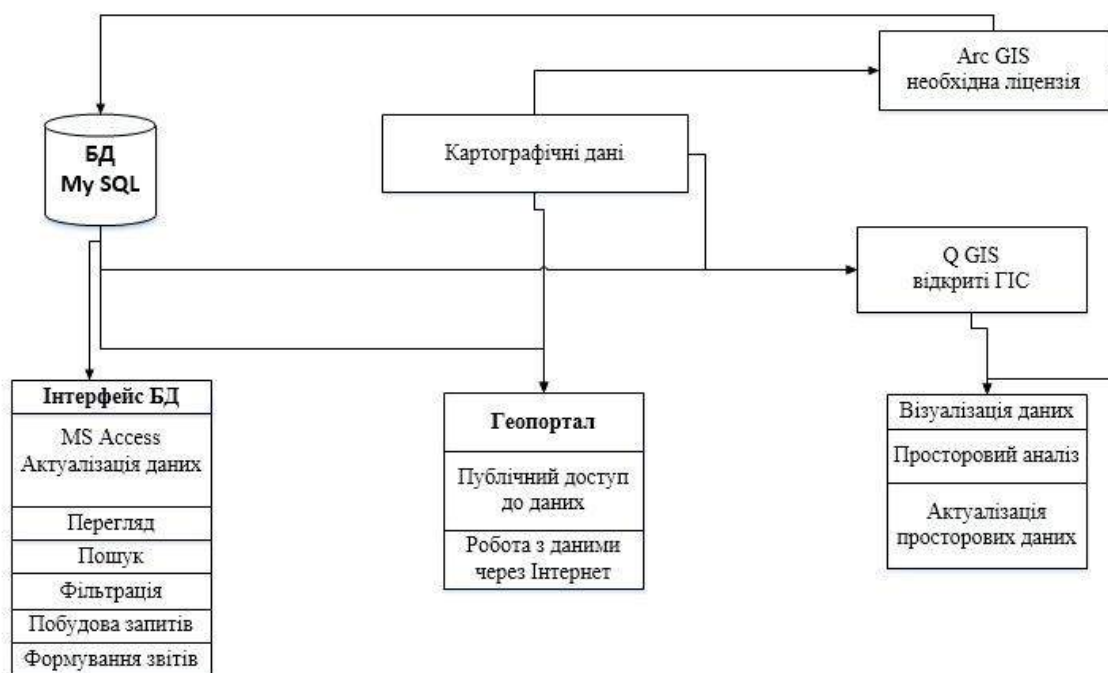 Arc GIS
необхідна ліцензія
БД
My SQL
Картографічні дані
Q GIS
відкриті ГІС
Інтерфейс БД
MS Access
Актуалізація даних
Перегляд
Пошук
Фільтрація
Побудова запитів
Формування звітів
Геопортал
Публічний доступ
до даних
Робота з даними
через Інтернет
Візуалізація даних
Просторовий аналіз
Актуалізація
просторових даних